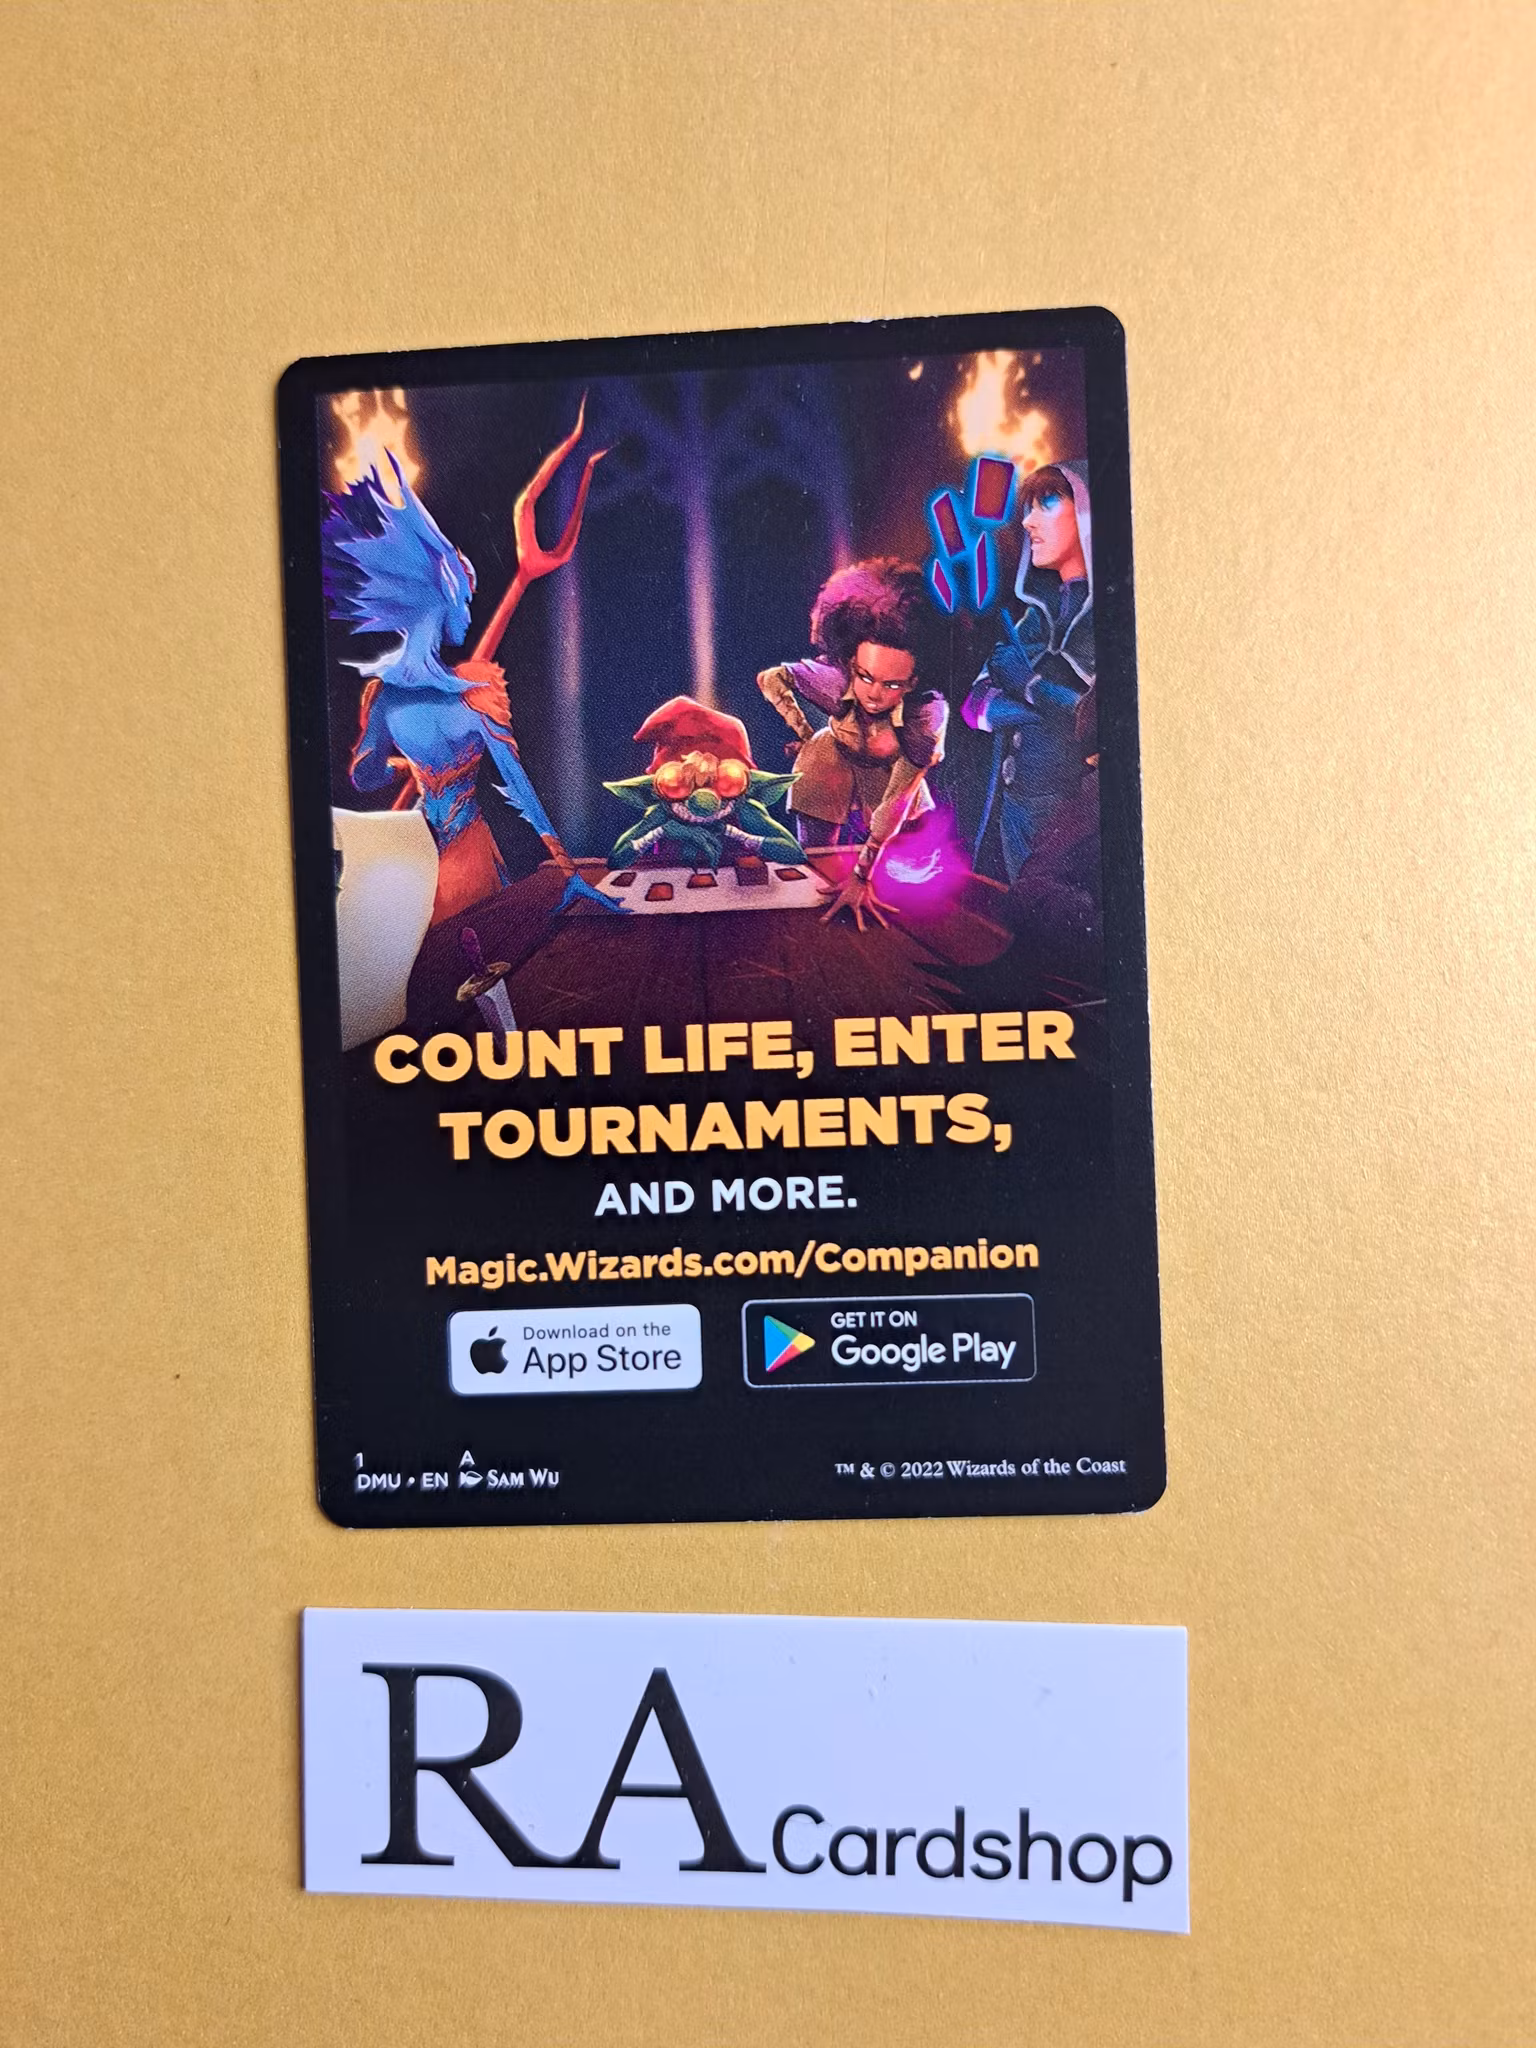 COUNT LIFE, ENTER
TOURNAMENTS,
AND MORE.
Magic.Wizards.com/Companion
Download on the
App Store
GET IT ON
Google Play
1 A
DMU • EN SAM WU
™ & © 2022 Wizards of the Coast
RA Cardshop